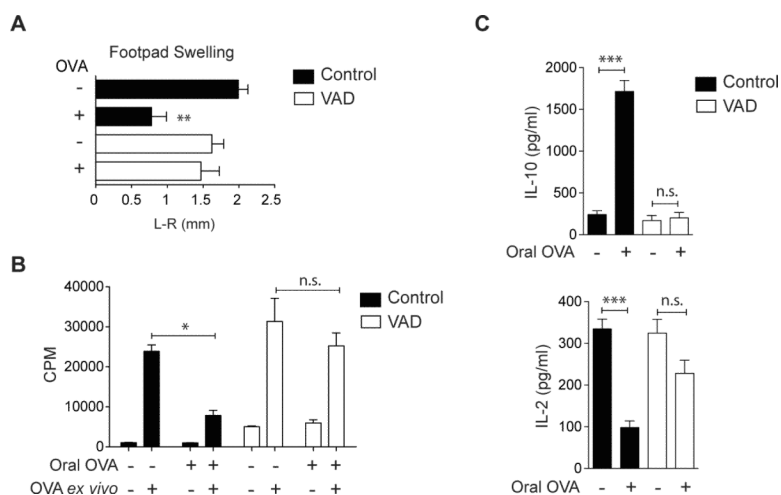 A
Footpad Swelling
OVA
-
+
-
+
0 0.5 1 1.5 2 2.5
L-R (mm)
Control
VAD
**
B
40000
30000
20000
10000
0
CPM
*
n.s.
Control
VAD
Oral OVA - - + + - - + +
OVA ex vivo - + - + - + - +
C
2000
1500
1000
500
0
IL-10 (pg/ml)
***
n.s.
Control
VAD
Oral OVA - + - +
400
300
200
100
0
IL-2 (pg/ml)
***
n.s.
Oral OVA - + - +